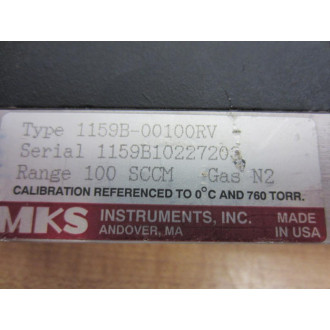 Type 1159B-00100RV
Serial 1159B1022720
Range 100 SCCM Gas N2
CALIBRATION REFERENCED TO 0°C AND 760 TORR.
MKS INSTRUMENTS, INC. MADE
ANDOVER, MA IN USA